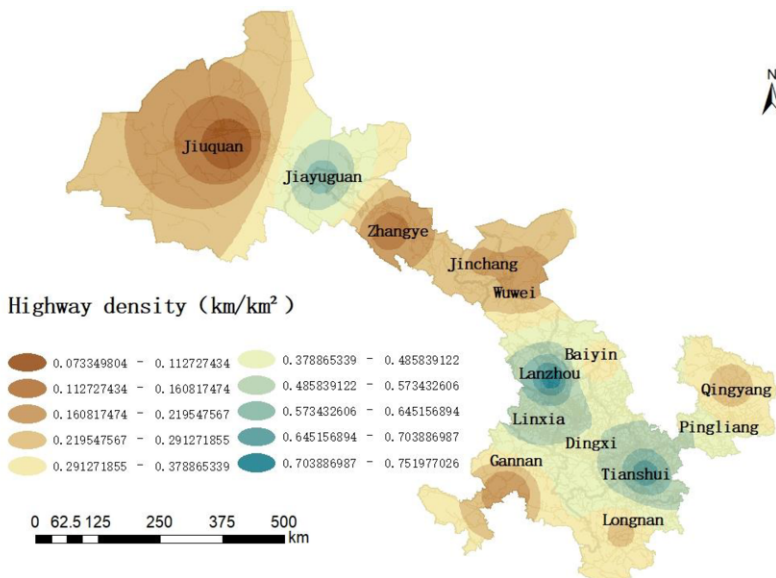 N
Jiuquan
Jiayuguan
Zhangye
Jinchang
Wuwei
Highway density（km/km²）
0.073349804 - 0.112727434
0.112727434 - 0.160817474
0.160817474 - 0.219547567
0.219547567 - 0.291271855
0.291271855 - 0.378865339
0.378865339 - 0.485839122
0.485839122 - 0.573432606
0.573432606 - 0.645156894
0.645156894 - 0.703886987
0.703886987 - 0.751977026
Baiyin
Lanzhou
Qingyang
Linxia
Pingliang
Dingxi
Gannan
Tianshui
Longnan
0 62.5 125 250 375 500
km